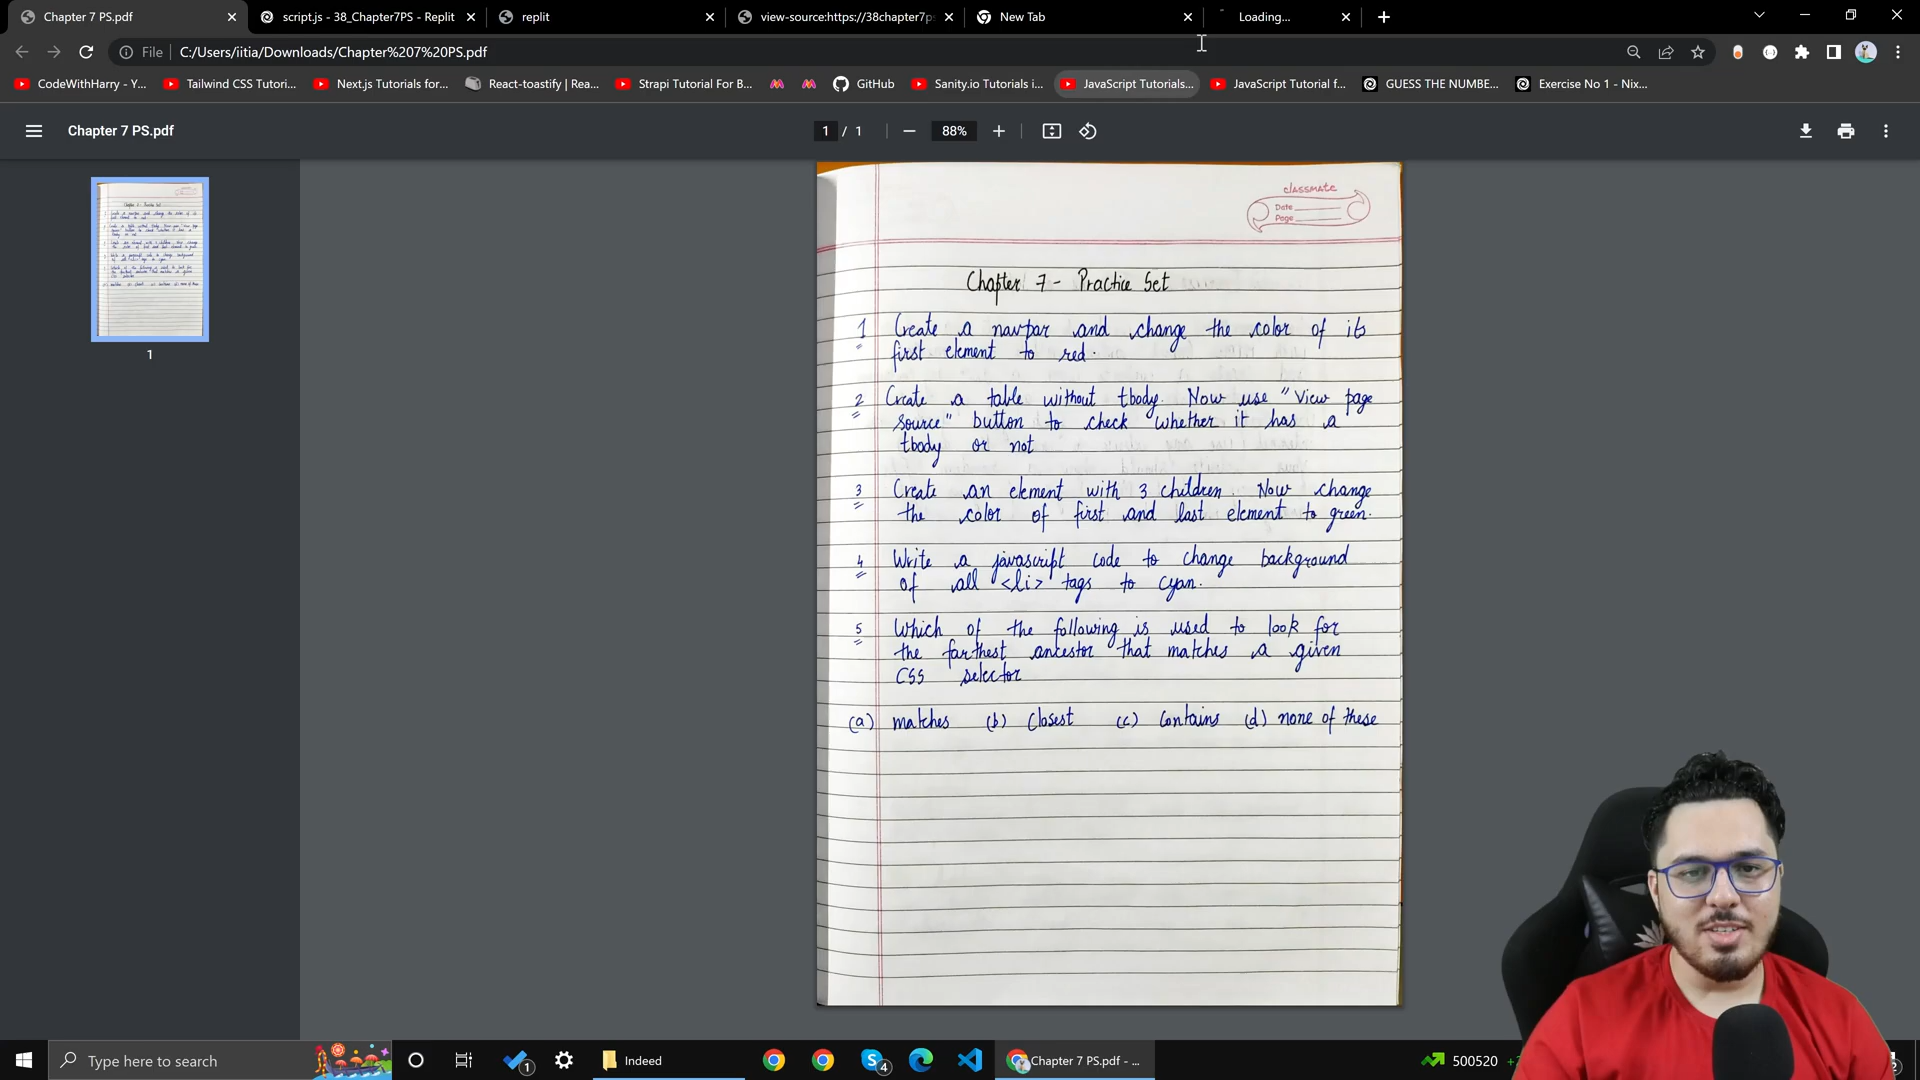 Chapter 7 PS.pdf
script.js - 38_Chapter7PS - Replit
replit
view-source:https://38chapter7ps
New Tab
Loading...
File
C:/Users/iitia/Downloads/Chapter%207%20PS.pdf
CodeWithHarry - Y...
Tailwind CSS Tutori...
Next.js Tutorials for...
React-toastify | Rea...
Strapi Tutorial For B...
GitHub
Sanity.io Tutorials i...
JavaScript Tutorials...
JavaScript Tutorial f...
GUESS THE NUMBE...
Exercise No 1 - Nix...
Chapter 7 PS.pdf
1 / 1
88%
1
classmate
Date
Page
Chapter 7 - Practice Set
1 Create a navbar and change the color of its
first element to red.
2 Create a table without tbody. Now use "View page
source" button to check whether it has a
tbody or not
3 Create an element with 3 children. Now change
the color of first and last element to green.
4 Write a javascript code to change background
of all <li> tags to cyan.
5 Which of the following is used to look for
the farthest ancestor that matches a given
CSS selector
(a) matches (b) closest (c) contains (d) none of these
Type here to search
1
Indeed
4
Chapter 7 PS.pdf - ...
500520